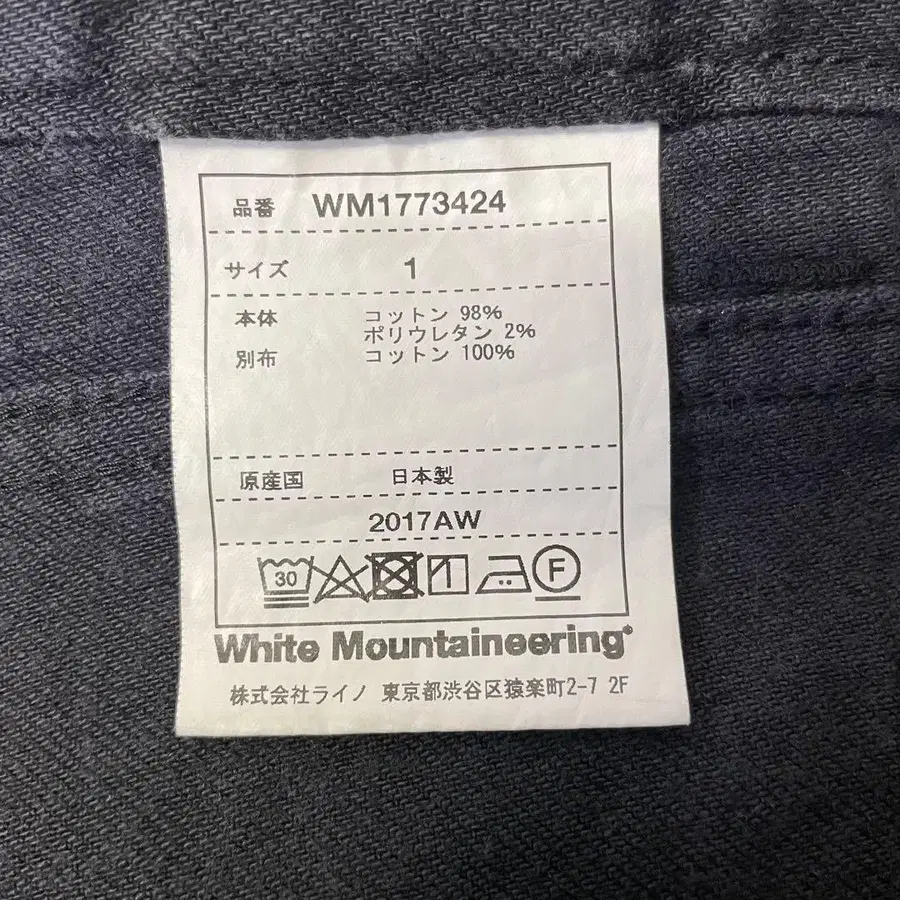 品番 WM1773424
サイズ 1
本体 コットン 98%
ポリウレタン 2%
別布 コットン 100%
原産国 日本製
2017AW
30 F
White Mountaineering®
株式会社ライノ 東京都渋谷区猿楽町2-7 2F